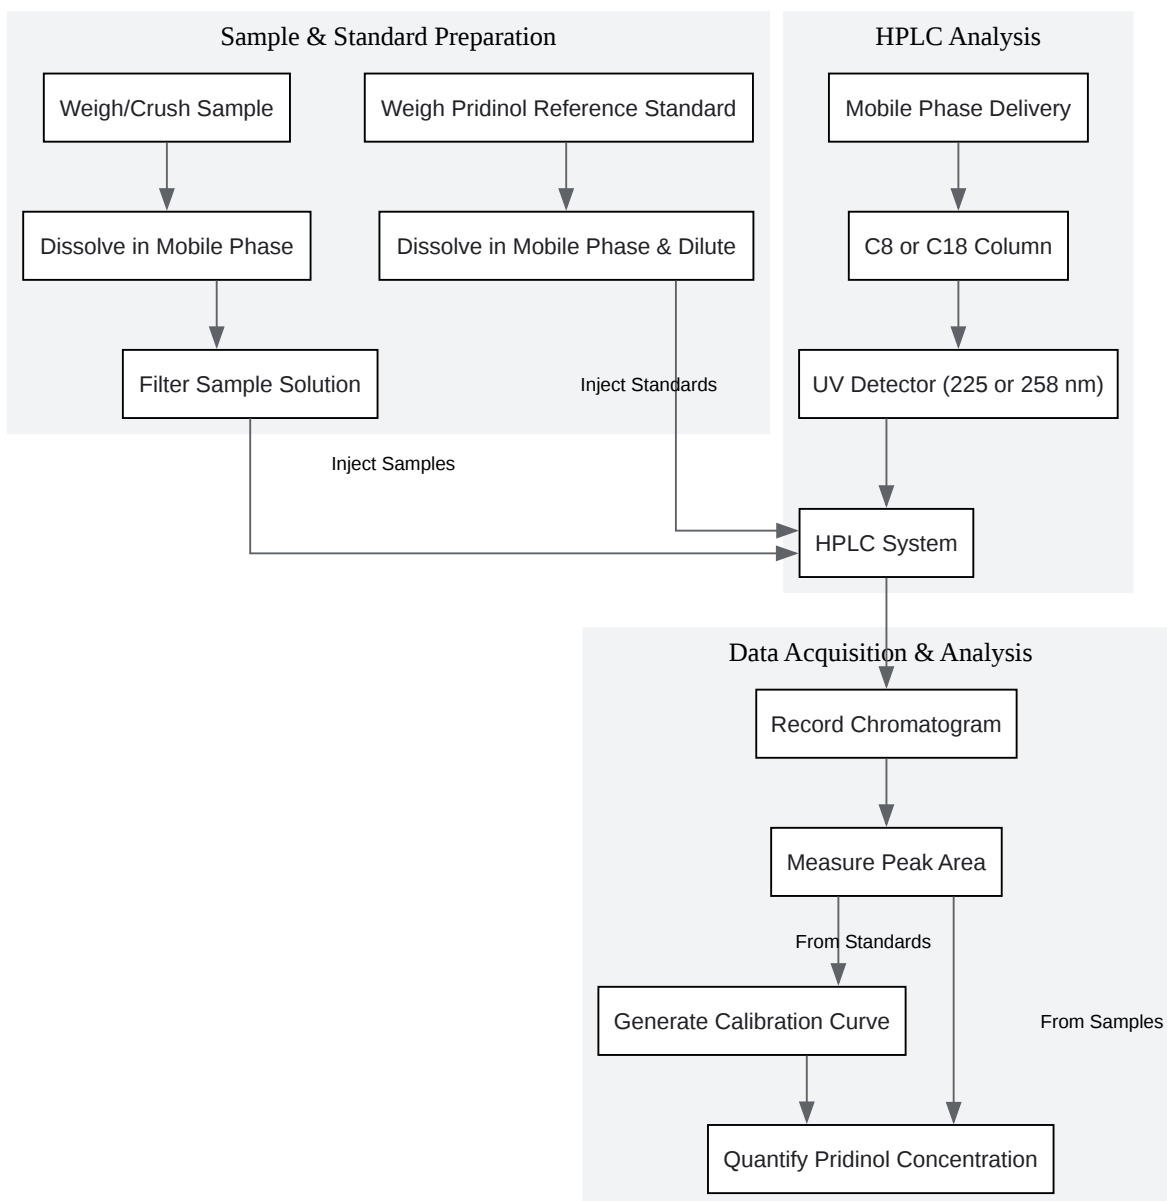 Sample & Standard Preparation
Weigh/Crush Sample
Weigh Pridinol Reference Standard
Dissolve in Mobile Phase
Dissolve in Mobile Phase & Dilute
Filter Sample Solution
Inject Standards
Inject Samples
HPLC Analysis
Mobile Phase Delivery
C8 or C18 Column
UV Detector (225 or 258 nm)
HPLC System
Data Acquisition & Analysis
Record Chromatogram
Measure Peak Area
From Standards
Generate Calibration Curve
From Samples
Quantify Pridinol Concentration